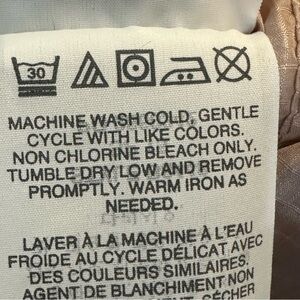 30
MACHINE WASH COLD, GENTLE
CYCLE WITH LIKE COLORS.
NON CHLORINE BLEACH ONLY.
TUMBLE DRY LOW AND REMOVE
PROMPTLY. WARM IRON AS
NEEDED.
LAVER À LA MACHINE À L'EAU
FROIDE AU CYCLE DÉLICAT AVEC
DES COULEURS SIMILAIRES.
AGENT DE BLANCHIMENT NON
SÉCHER